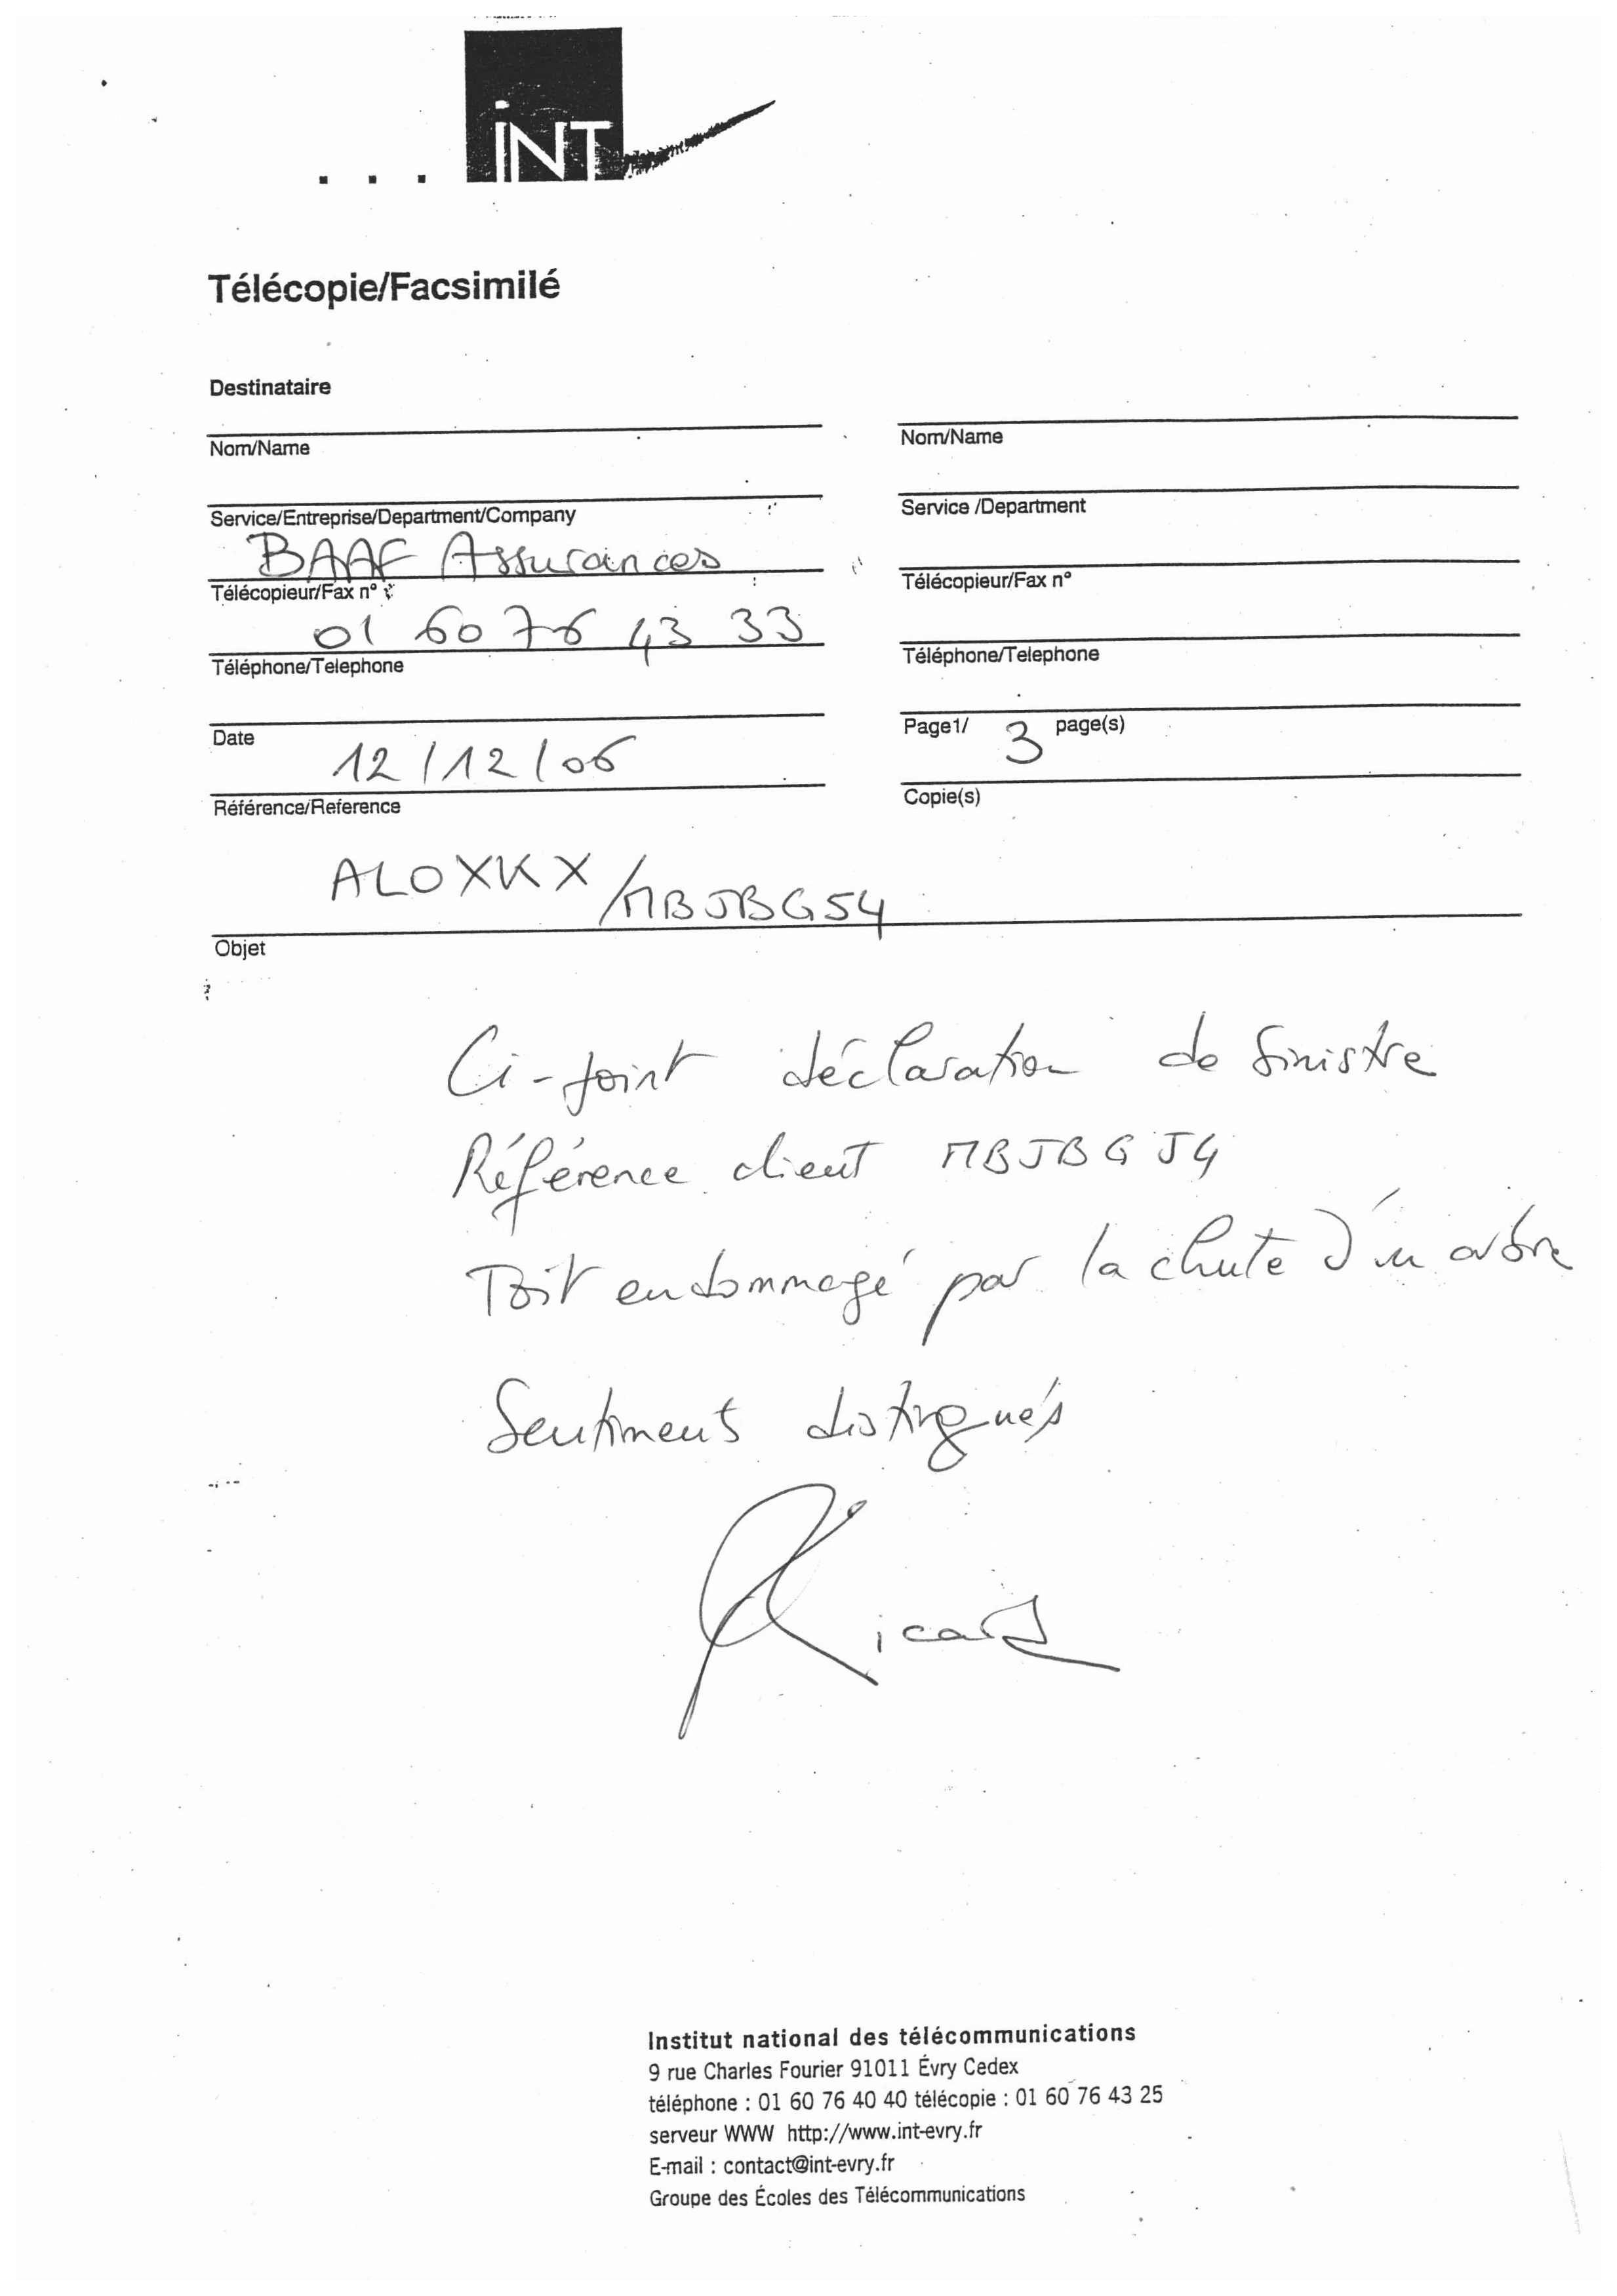 INT
Télécopie/Facsimilé
Destinataire
Nom/Name
Nom/Name
Service/Entreprise/Department/Company
Service /Department
BAAF Assurances
Télécopieur/Fax n°
Télécopieur/Fax n°
01 60 76 43 33
Téléphone/Telephone
Téléphone/Telephone
Date
12/12/06
Page1/ 3 page(s)
Référence/Reference
Copie(s)
ALOXKX /MBJBG54
Objet
Ci-joint déclaration de sinistre
Référence client MBJBG54
Toit endommagé par la chute d'un arbre
Sentiments distingués
Ricard
Institut national des télécommunications
9 rue Charles Fourier 91011 Évry Cedex
téléphone : 01 60 76 40 40 télécopie : 01 60 76 43 25
serveur WWW http://www.int-evry.fr
E-mail : contact@int-evry.fr
Groupe des Écoles des Télécommunications